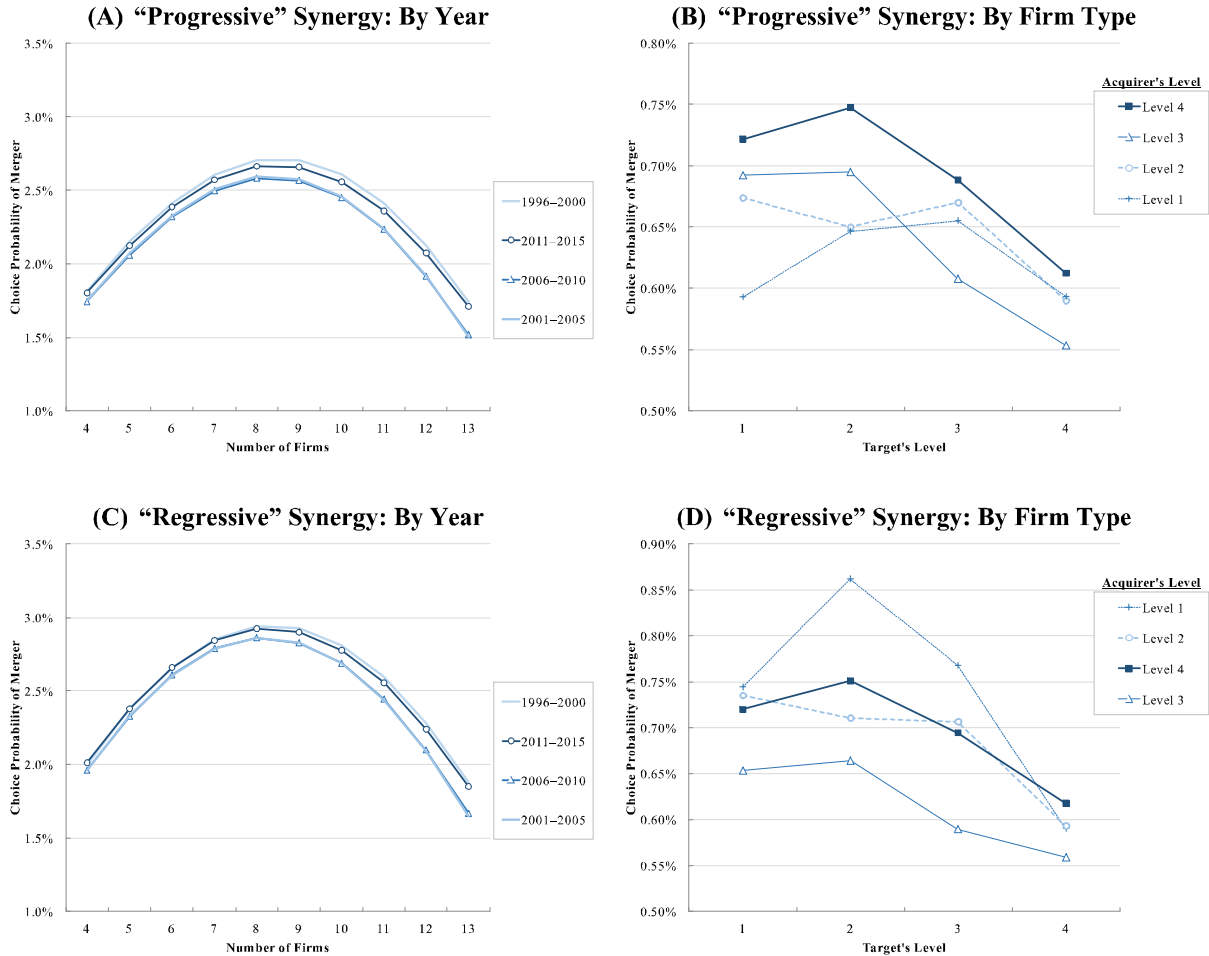 (A) “Progressive” Synergy: By Year
3.5%
3.0%
2.5%
2.0%
1.5%
1.0%
Choice Probability of Merger
4 5 6 7 8 9 10 11 12 13
Number of Firms
1996–2000
2011–2015
2006–2010
2001–2005
(B) “Progressive” Synergy: By Firm Type
0.80%
0.75%
0.70%
0.65%
0.60%
0.55%
0.50%
Choice Probability of Merger
1 2 3 4
Target's Level
Acquirer's Level
Level 4
Level 3
Level 2
Level 1
(C) “Regressive” Synergy: By Year
3.5%
3.0%
2.5%
2.0%
1.5%
1.0%
Choice Probability of Merger
4 5 6 7 8 9 10 11 12 13
Number of Firms
1996–2000
2011–2015
2006–2010
2001–2005
(D) “Regressive” Synergy: By Firm Type
0.90%
0.85%
0.80%
0.75%
0.70%
0.65%
0.60%
0.55%
0.50%
Choice Probability of Merger
1 2 3 4
Target's Level
Acquirer's Level
Level 1
Level 2
Level 4
Level 3